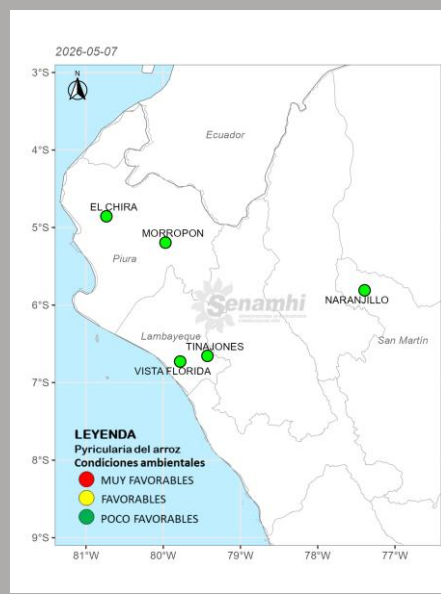 2026-05-07
N
3°S
4°S
5°S
6°S
7°S
8°S
9°S
Ecuador
EL CHIRA
MORROPON
Piura
NARANJILLO
Senamhi
Lambayeque
TINAJONES
San Martín
VISTA FLORIDA
LEYENDA
Pyricularia del arroz
Condiciones ambientales
MUY FAVORABLES
FAVORABLES
POCO FAVORABLES
81°W
80°W
79°W
78°W
77°W